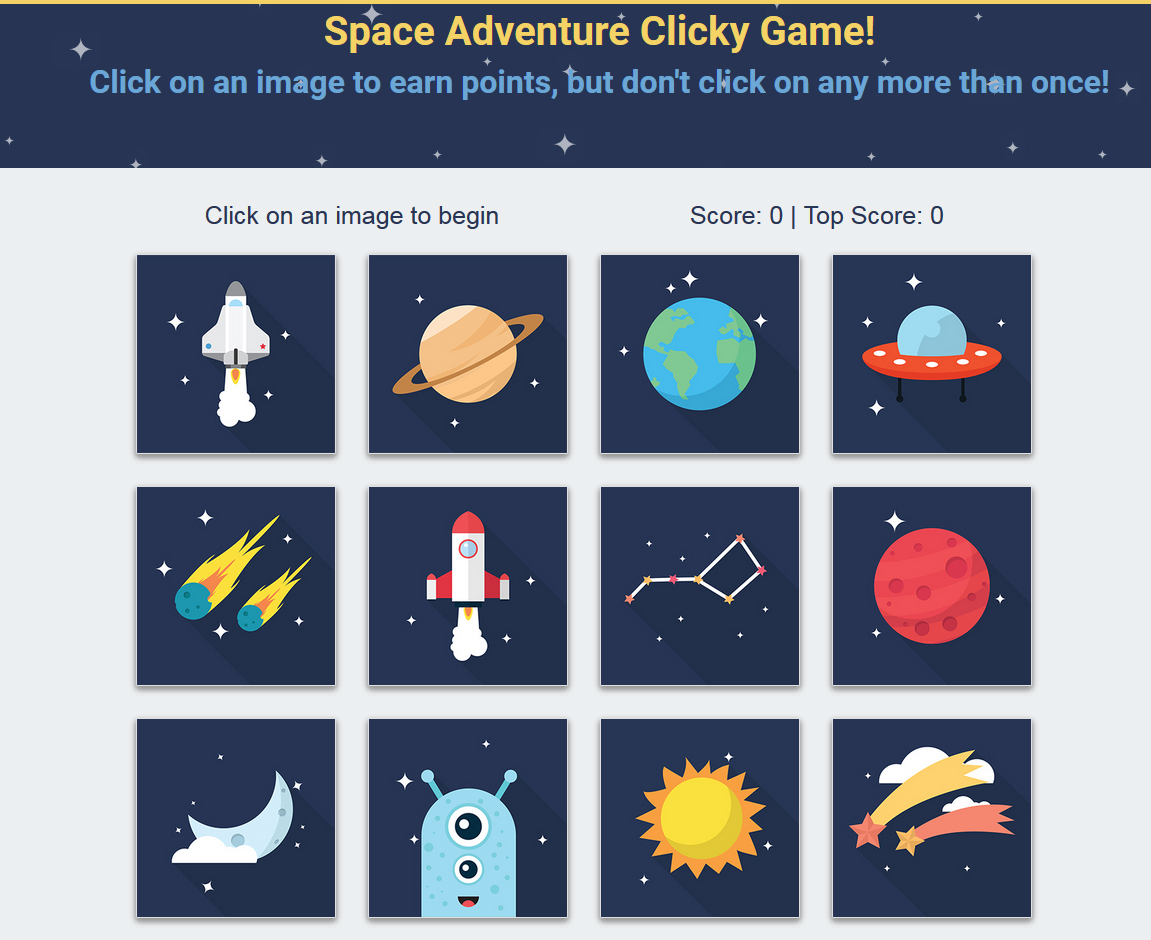 Space Adventure Clicky Game!
Click on an image to earn points, but don't click on any more than once!
Click on an image to begin
Score: 0 | Top Score: 0